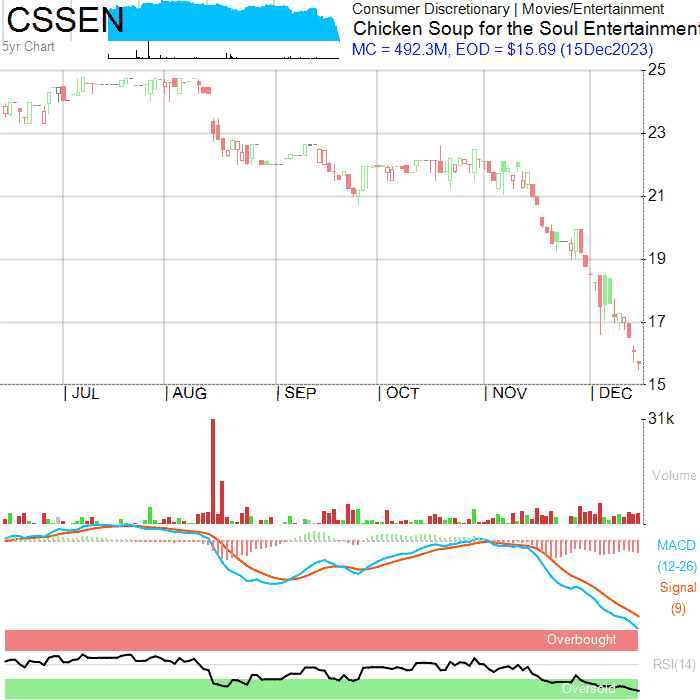 CSSEN
Consumer Discretionary | Movies/Entertainment
Chicken Soup for the Soul Entertainment
MC = 492.3M, EOD = $15.69 (15Dec2023)
5yr Chart
25
23
21
19
17
15
| JUL | AUG | SEP | OCT | NOV | DEC
31k
Volume
MACD
(12-26)
Signal
(9)
Overbought
RSI(14)
Oversold